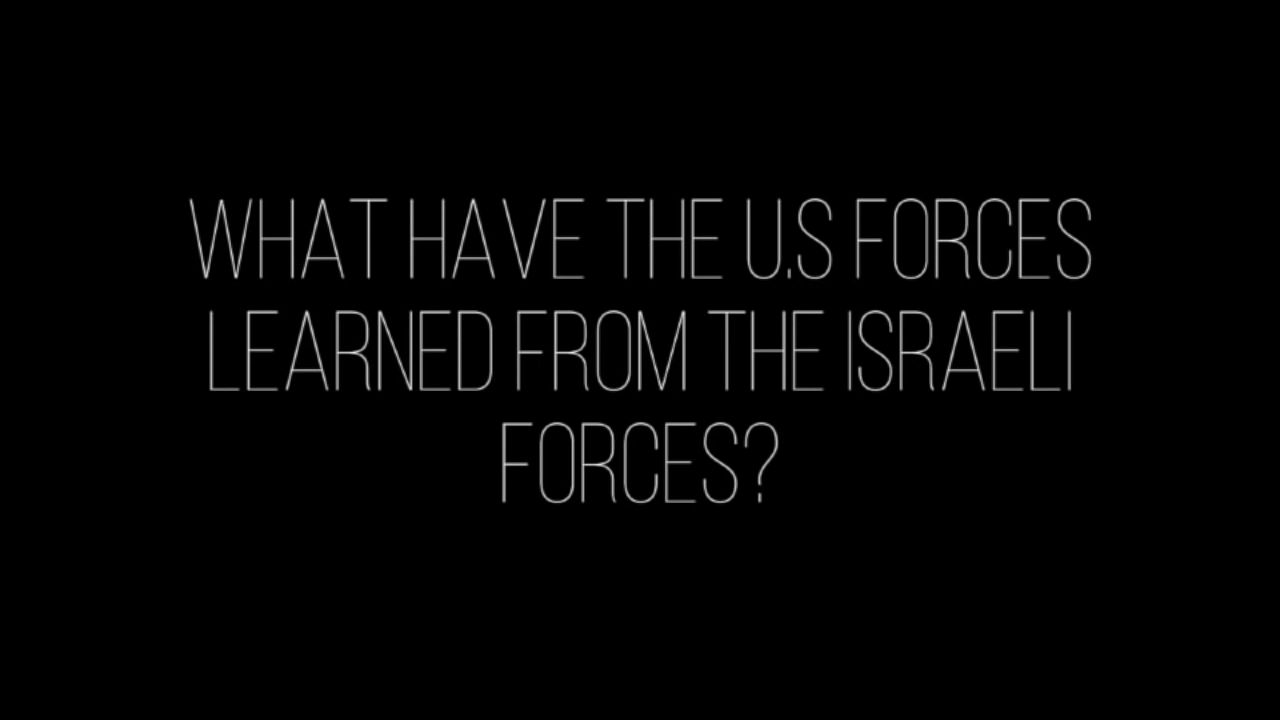 WHAT HAVE THE U.S FORCES
LEARNED FROM THE ISRAELI
FORCES?